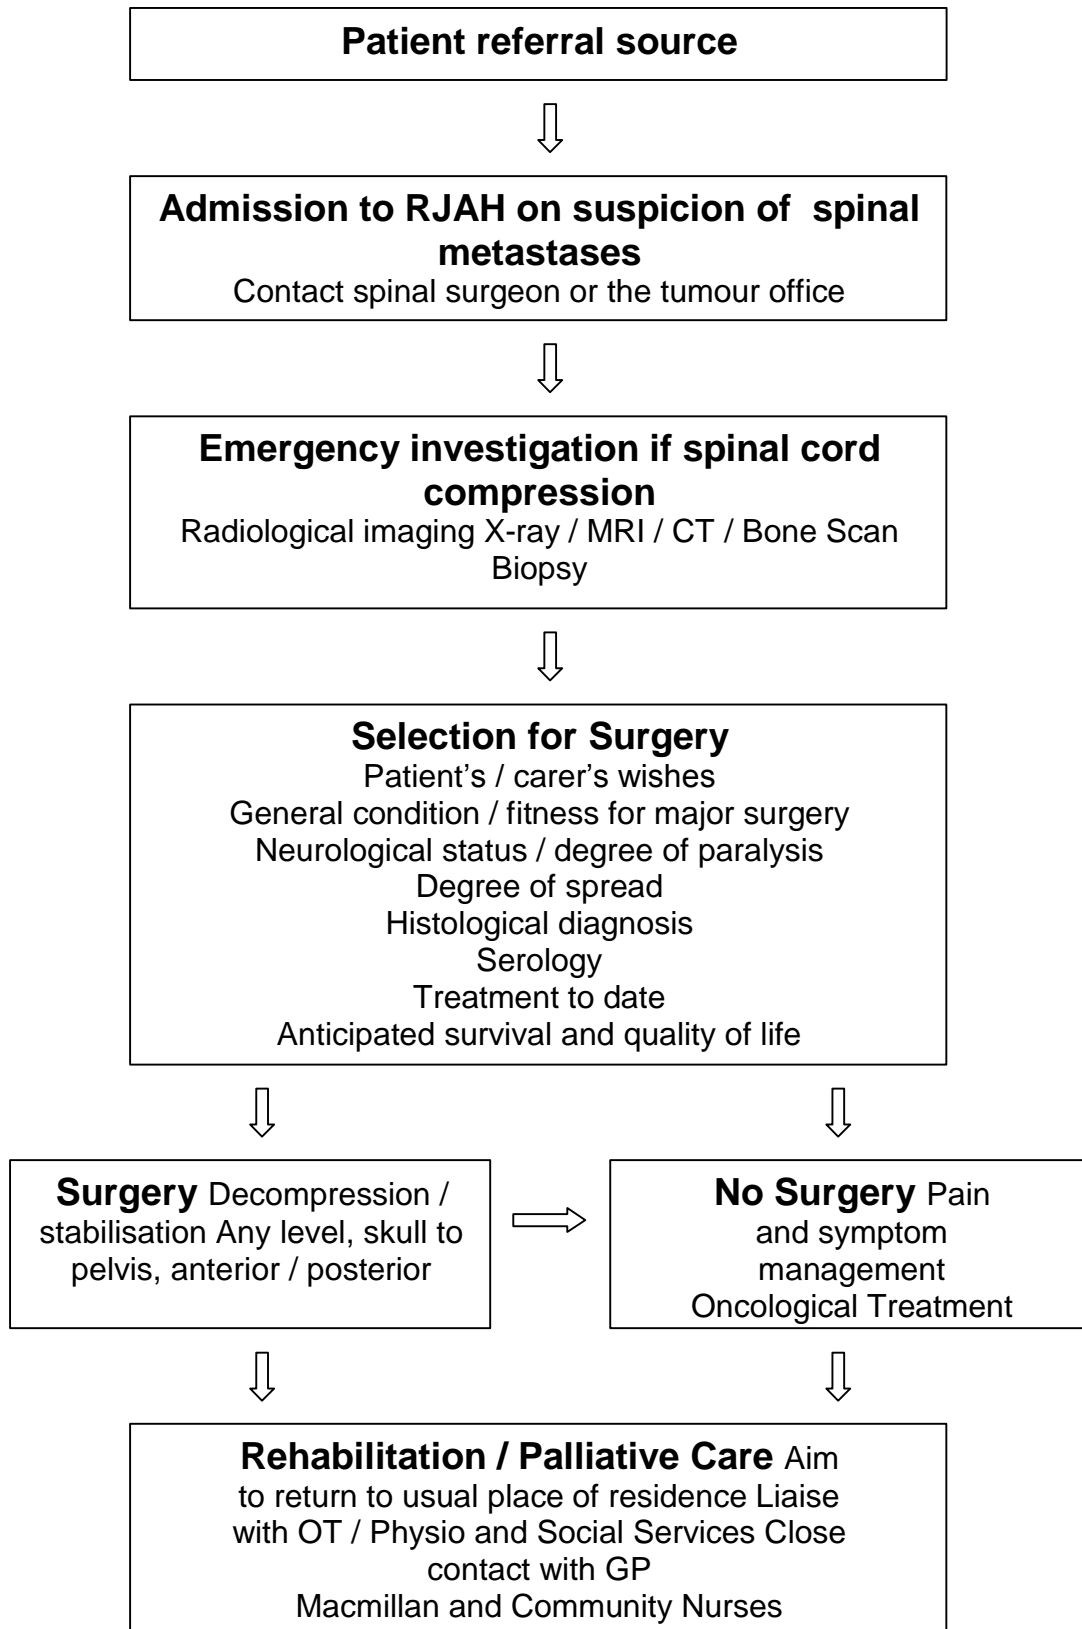 Patient referral source
Admission to RJAH on suspicion of  spinal
metastases
Contact spinal surgeon or the tumour office
Emergency investigation if spinal cord
compression
Radiological imaging X-ray / MRI / CT / Bone Scan
Biopsy
Selection for Surgery
Patient’s / carer’s wishes
General condition / fitness for major surgery
Neurological status / degree of paralysis
Degree of spread
Histological diagnosis
Serology
Treatment to date
Anticipated survival and quality of life
Surgery Decompression /
stabilisation Any level, skull to
pelvis, anterior / posterior
No Surgery Pain
and symptom
management
Oncological Treatment
Rehabilitation / Palliative Care Aim
to return to usual place of residence Liaise
with OT / Physio and Social Services Close
contact with GP
Macmillan and Community Nurses